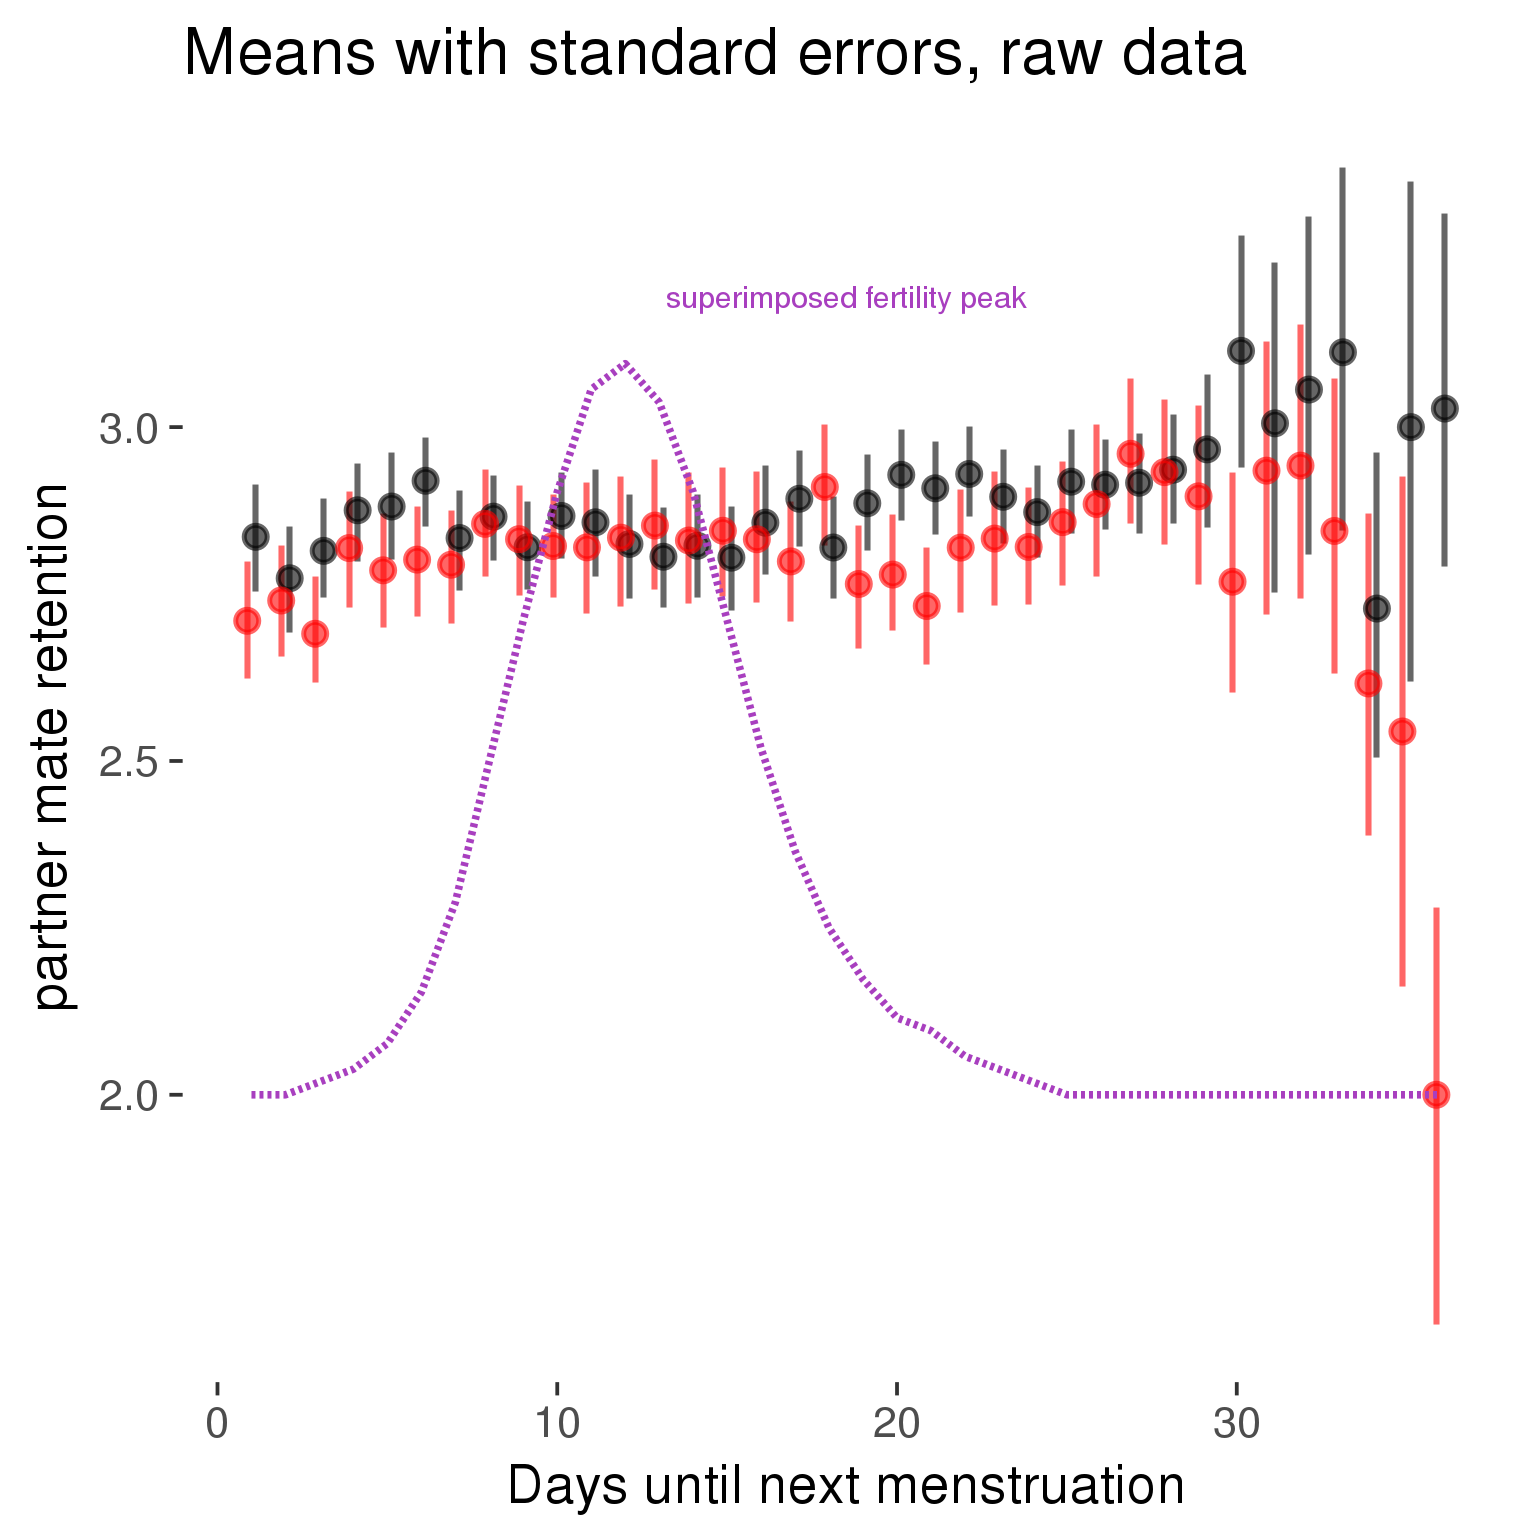 Means with standard errors, raw data
superimposed fertility peak
partner mate retention
3.0
2.5
2.0
0 10 20 30
Days until next menstruation